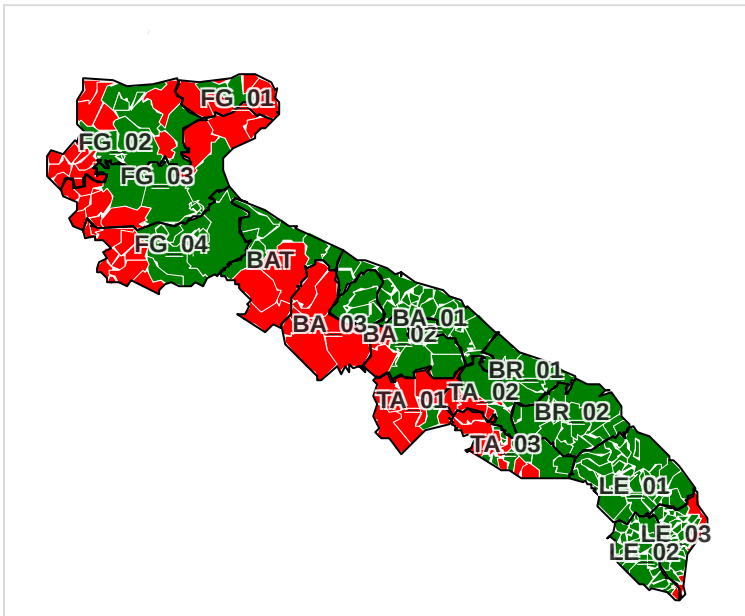 FG_01
FG_02
FG_03
FG_04
BAT
BA_01
BA_03
BA_02
BR_01
TA_02
TA_01
BR_02
TA_03
LE_01
LE_03
LE_02